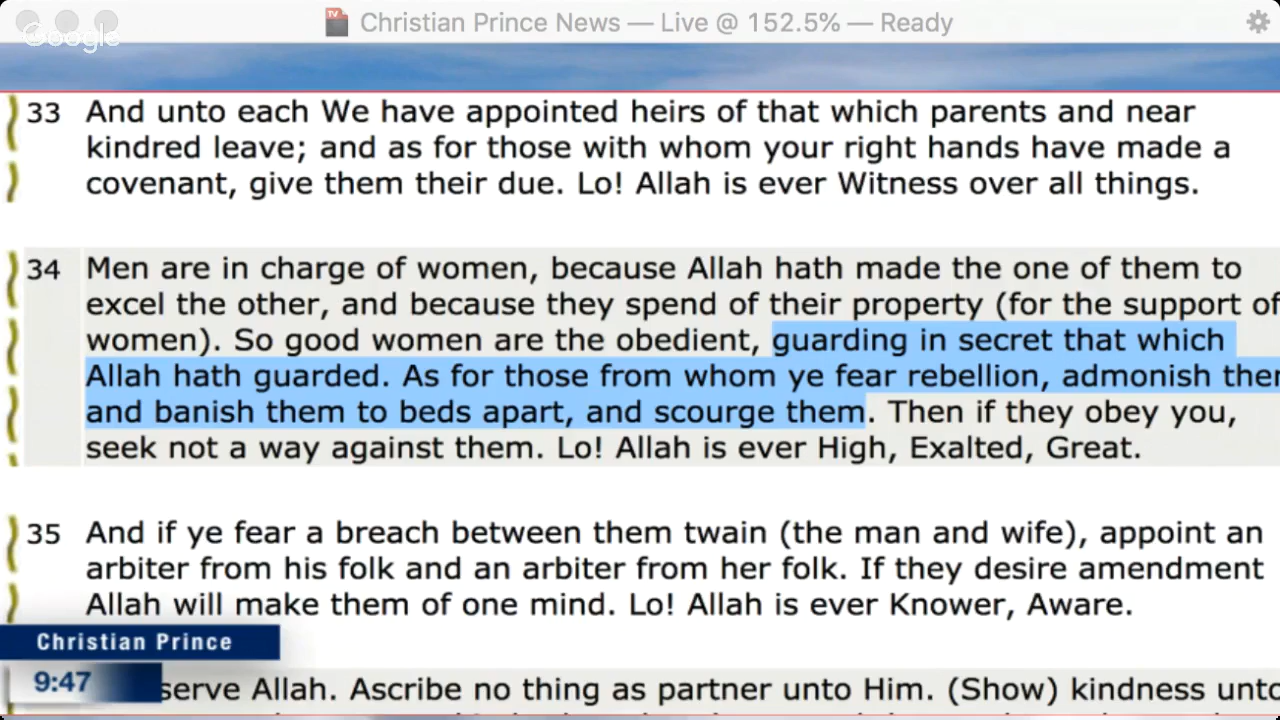 Christian Prince News — Live @ 152.5% — Ready
Google
33 And unto each We have appointed heirs of that which parents and near
kindred leave; and as for those with whom your right hands have made a
covenant, give them their due. Lo! Allah is ever Witness over all things.
34 Men are in charge of women, because Allah hath made the one of them to
excel the other, and because they spend of their property (for the support of
women). So good women are the obedient, guarding in secret that which
Allah hath guarded. As for those from whom ye fear rebellion, admonish
and banish them to beds apart, and scourge them. Then if they obey you,
seek not a way against them. Lo! Allah is ever High, Exalted, Great.
35 And if ye fear a breach between them twain (the man and wife), appoint an
arbiter from his folk and an arbiter from her folk. If they desire amendment
Allah will make them of one mind. Lo! Allah is ever Knower, Aware.
Christian Prince
9:47
serve Allah. Ascribe no thing as partner unto Him. (Show) kindness unto